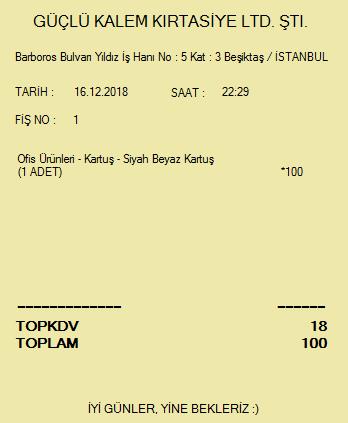 GÜÇLÜ KALEM KIRTASİYE LTD. ŞTI.
Barboros Bulvarı Yıldız İş Hanı No : 5 Kat : 3 Beşiktaş / İSTANBUL
TARİH : 16.12.2018 SAAT : 22:29
FİŞ NO : 1
Ofis Ürünleri - Kartuş - Siyah Beyaz Kartuş
(1 ADET) *100
------------- ------
TOPKDV 18
TOPLAM 100
İYİ GÜNLER, YİNE BEKLERİZ :)